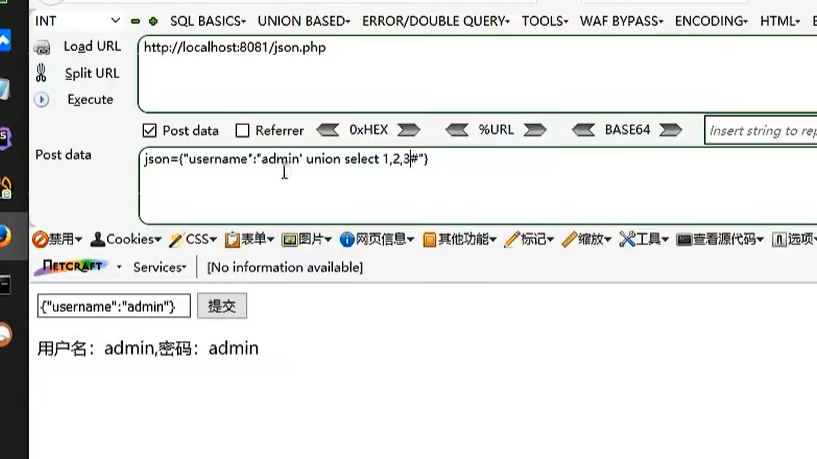 INT SQL BASICS UNION BASED ERROR/DOUBLE QUERY TOOLS WAF BYPASS ENCODING HTML
Load URL http://localhost:8081/json.php
Split URL
Execute
Post data Referrer 0xHEX %URL BASE64 Insert string to rep
Post data json={"username":"admin' union select 1,2,3#"}
禁用 Cookies CSS 表单 图片 网页信息 其他功能 标记 缩放 工具 查看源代码 选项
NETCRAFT Services [No information available]
{"username":"admin"} 提交
用户名：admin,密码：admin